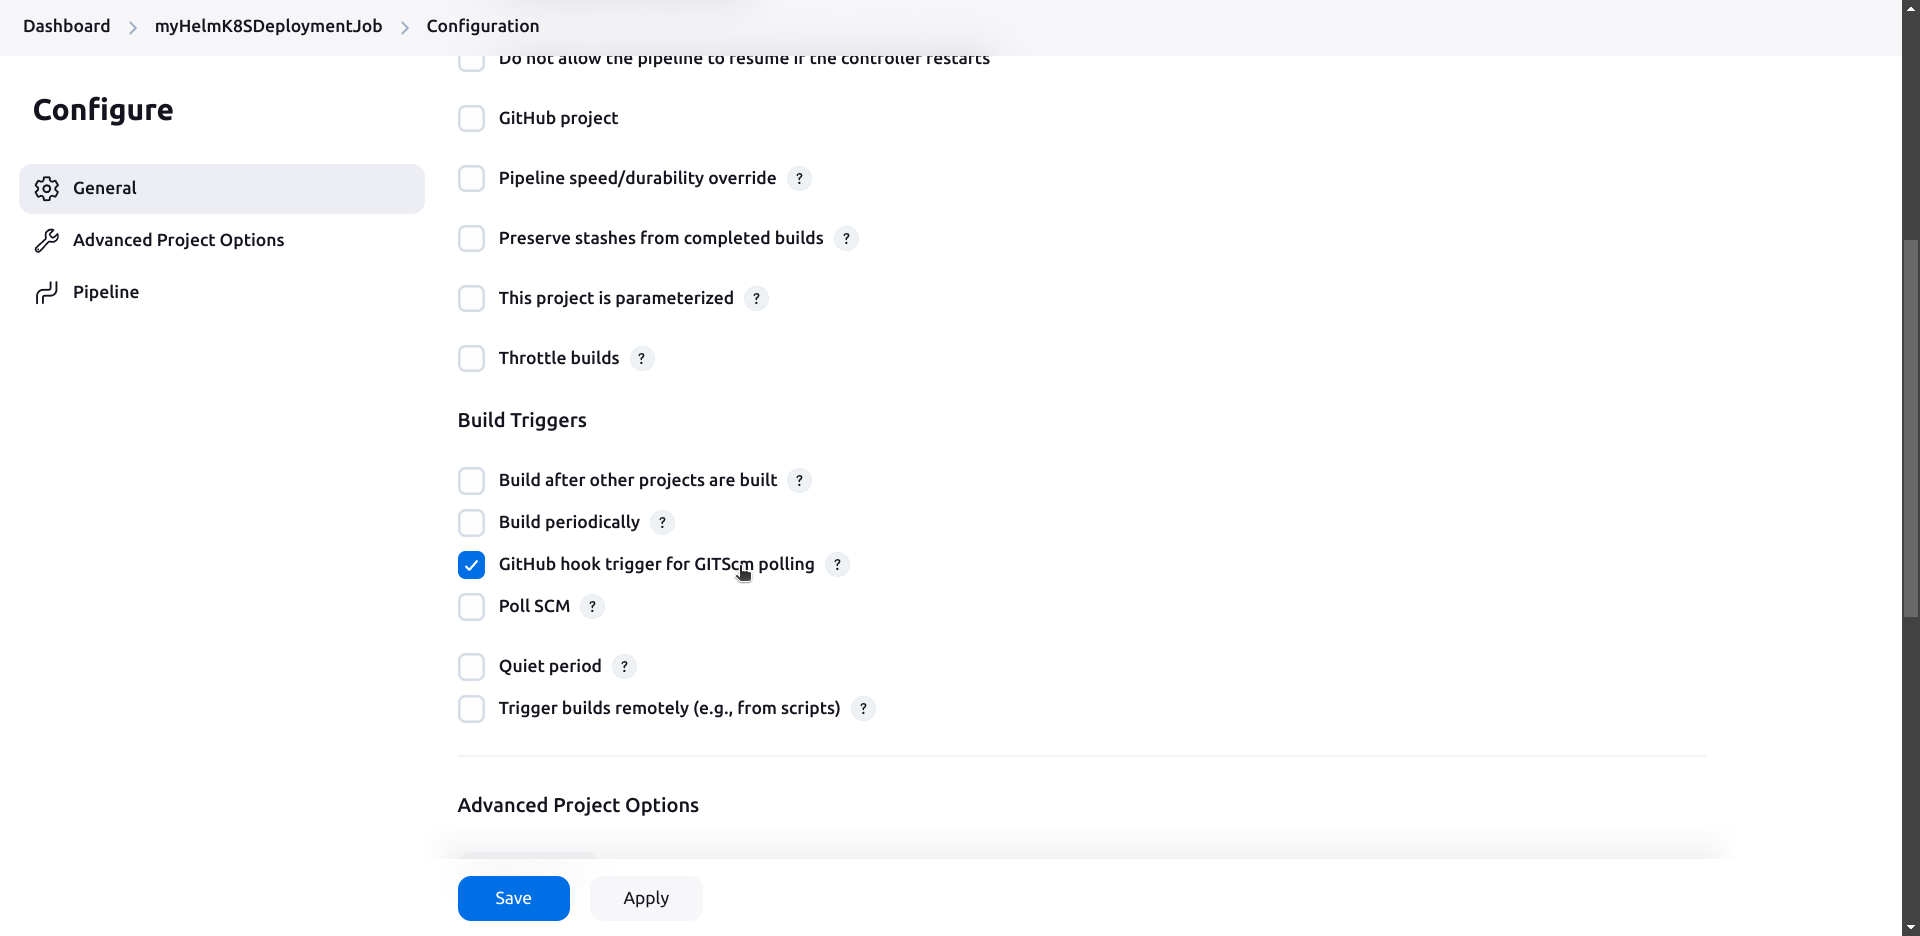 Dashboard > myHelmK8SDeploymentJob > Configuration
Configure
General
Advanced Project Options
Pipeline
Do not allow the pipeline to resume if the controller restarts
GitHub project
Pipeline speed/durability override ?
Preserve stashes from completed builds ?
This project is parameterized ?
Throttle builds ?
Build Triggers
Build after other projects are built ?
Build periodically ?
GitHub hook trigger for GITScm polling ?
Poll SCM ?
Quiet period ?
Trigger builds remotely (e.g., from scripts) ?
Advanced Project Options
Save
Apply